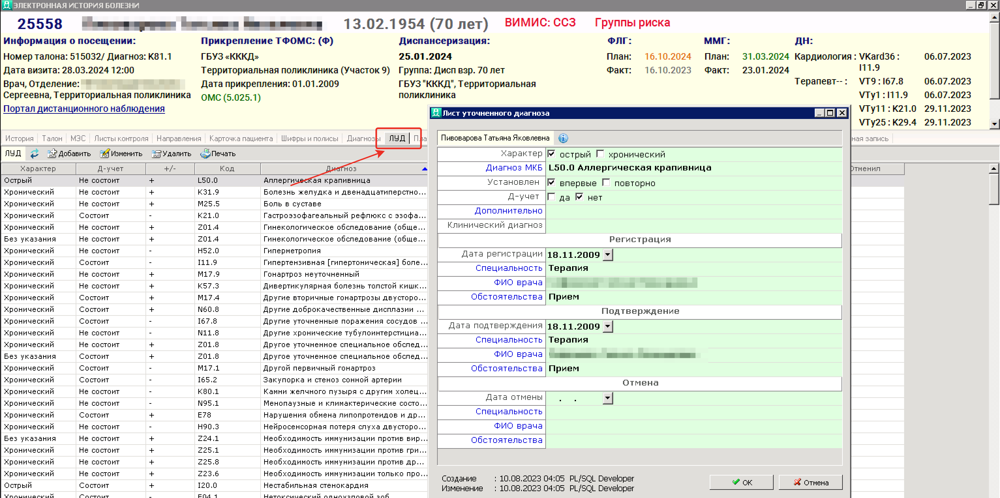 ЭЛЕКТРОННАЯ ИСТОРИЯ БОЛЕЗНИ
25558 13.02.1954 (70 лет) ВИМИС: ССЗ Группы риска
Информация о посещении:
Номер талона: 515032/ Диагноз: K81.1
Дата визита: 28.03.2024 12:00
Врач, Отделение:
Сергеевна, Территориальная поликлиника
Портал дистанционного наблюдения
Прикрепление ТФОМС: (Ф)
ГБУЗ «КККД»
Территориальная поликлиника (Участок 9)
Дата прикрепления: 01.01.2009
ОМС (5.025.1)
Диспансеризация:
25.01.2024
Группа: Дисп взр. 70 лет
ГБУЗ "КККД", Территориальная
поликлиника
ФЛГ:
План: 16.10.2024
Факт: 16.10.2023
ММГ:
План: 31.03.2024
Факт: 23.01.2024
ДН:
Кардиология : VKard36 : 06.07.2023
I11.9
Терапевт-- : VT9 : I67.8 06.07.2023
VTy1 : I11.9 06.07.2023
VTy11 : K21.0 29.11.2023
VTy25 : K29.4 29.11.2023
История Талон МЭС Листы контроля Направления Карточка пациента Шифры и полисы Диагнозы ЛУД Пла ная запись
ЛУД Добавить Изменить Удалить Печать
Характер Д-учет +/- Код Диагноз Отменил
Острый Не состоит + L50.0 Аллергическая крапивница
Хронический Не состоит + K31.9 Болезнь желудка и двенадцатиперстно...
Хронический Не состоит + M25.5 Боль в суставе
Хронический Состоит - K21.0 Гастроэзофагеальный рефлюкс с эзофа...
Хронический Не состоит + Z01.4 Гинекологическое обследование (обще...
Без указания Не состоит + Z01.4 Гинекологическое обследование (обще...
Хронический Не состоит - H52.0 Гиперметропия
Хронический Состоит - I11.9 Гипертензивная [гипертоническая] боле...
Хронический Не состоит + M17.9 Гонартроз неуточненный
Хронический Не состоит + K57.3 Дивертикулярная болезнь толстой кишк...
Хронический Состоит + M17.4 Другие вторичные гонартрозы двусторо...
Хронический Состоит + N60.8 Другие доброкачественные дисплазии ...
Хронический Состоит - I67.8 Другие уточненные поражения сосудов ...
Хронический Не состоит - N11.8 Другие хронические тубулоинтерстициа...
Хронический Не состоит + Z01.8 Другое уточненное специальное обслед...
Без указания Состоит + Z01.8 Другое уточненное специальное обслед...
Хронический Состоит - M17.1 Другой первичный гонартроз
Хронический Состоит - I65.2 Закупорка и стеноз сонной артерии
Хронический Не состоит - K80.1 Камни желчного пузыря с другим холец...
Хронический Не состоит - N95.1 Менопаузные и климактерические состо...
Хронический Состоит + E78 Нарушения обмена липопротеидов и др...
Хронический Не состоит - H90.3 Нейросенсорная потеря слуха двусторо...
Без указания Не состоит + Z24.1 Необходимость иммунизации против вир...
Хронический Не состоит + Z25.1 Необходимость иммунизации против гри...
Хронический Не состоит + Z25.8 Необходимость иммунизации против др...
Хронический Не состоит + Z23.6 Необходимость иммунизации только про...
Острый Состоит + I20.0 Нестабильная стенокардия
Хронический Состоит - E04.1 Нетоксический одноузловой зоб
Лист уточненного диагноза
Пивоварова Татьяна Яковлевна
Характер острый хронический
Диагноз МКБ L50.0 Аллергическая крапивница
Установлен впервые повторно
Д-учет да нет
Дополнительно
Клинический диагноз
Регистрация
Дата регистрации 18.11.2009
Специальность Терапия
ФИО врача
Обстоятельства Прием
Подтверждение
Дата подтверждения 18.11.2009
Специальность Терапия
ФИО врача
Обстоятельства Прием
Отмена
Дата отмены . .
Специальность
ФИО врача
Обстоятельства
Создание : 10.08.2023 04:05 PL/SQL Developer
Изменение : 10.08.2023 04:05 PL/SQL Developer
ОК Отмена